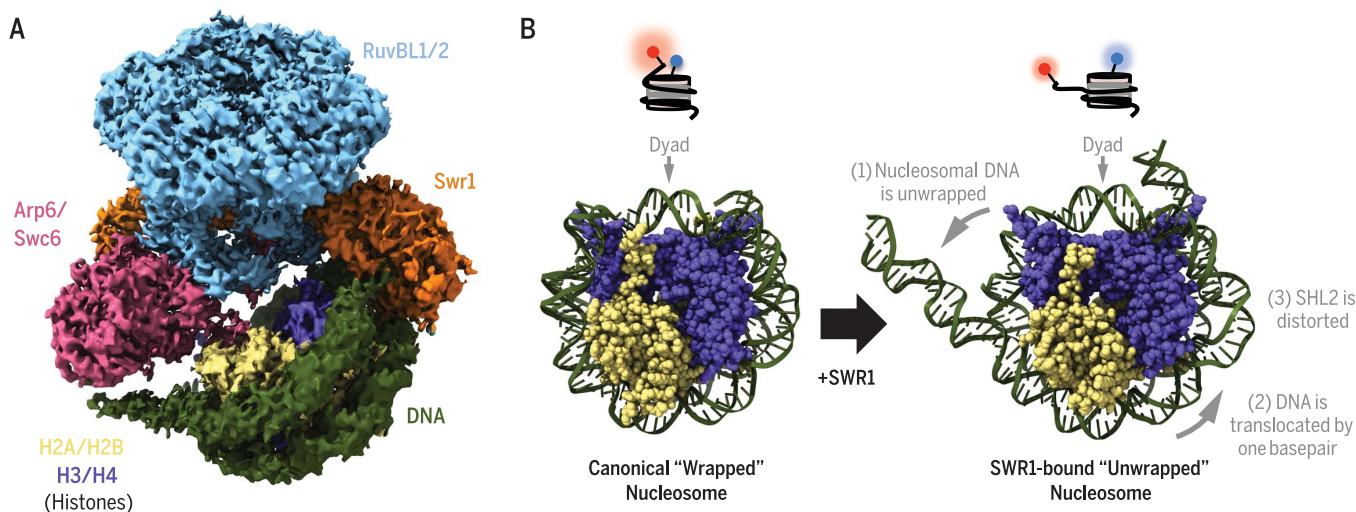 A
RuvBL1/2
Swr1
Arp6/
Swc6
DNA
H2A/H2B
H3/H4
(Histones)
B
Dyad
Canonical “Wrapped”
Nucleosome
+SWR1
(1) Nucleosomal DNA
is unwrapped
Dyad
(3) SHL2 is
distorted
(2) DNA is
translocated by
one basepair
SWR1-bound “Unwrapped”
Nucleosome